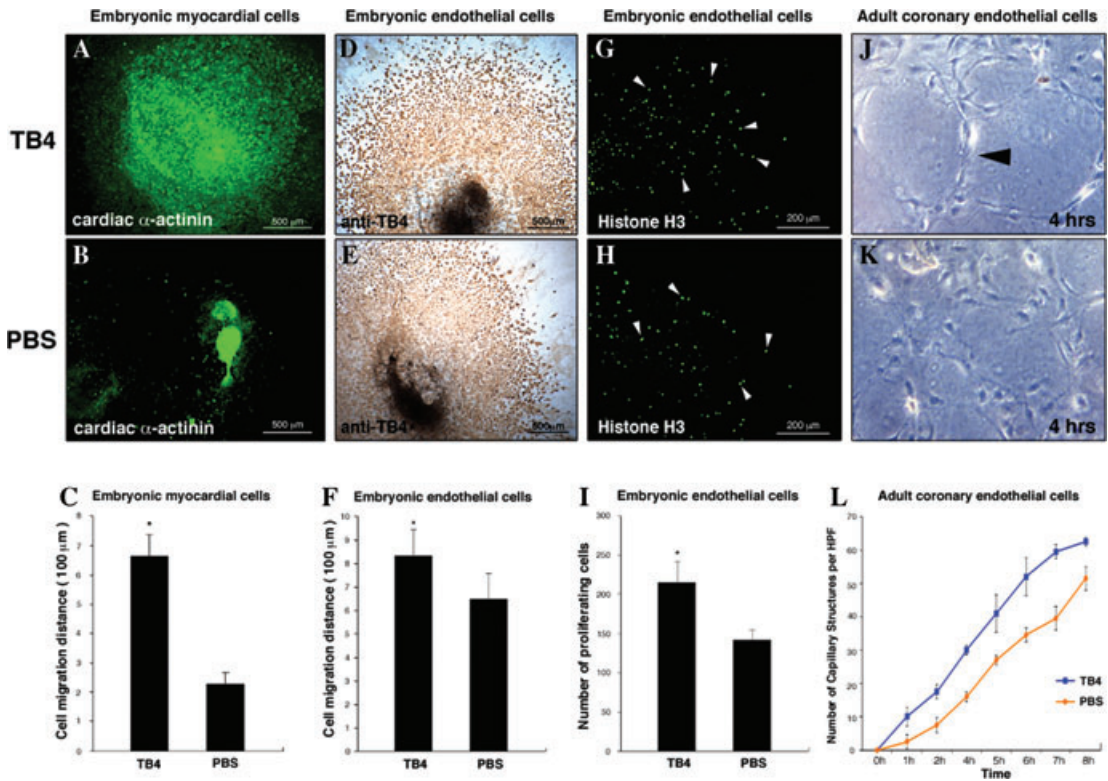 Embryonic myocardial cells
Embryonic endothelial cells
Embryonic endothelial cells
Adult coronary endothelial cells
TB4
A
cardiac α-actinin
500 μm
D
anti-TB4
500 μm
G
Histone H3
200 μm
J
4 hrs
PBS
B
cardiac α-actinin
500 μm
E
anti-TB4
500 μm
H
Histone H3
200 μm
K
4 hrs
C
Embryonic myocardial cells
Cell migration distance ( 100 μm )
8
7
6
5
4
3
2
1
0
*
TB4
PBS
F
Embryonic endothelial cells
Cell migration distance ( 100 μm )
10
9
8
7
6
5
4
3
2
1
0
*
TB4
PBS
I
Embryonic endothelial cells
Number of proliferating cells
300
250
200
150
100
50
0
*
TB4
PBS
L
Adult coronary endothelial cells
Number of Capillary Structures per HPF
70
60
50
40
30
20
10
0
TB4
PBS
0h
1h
2h
4h
5h
6h
7h
8h
Time